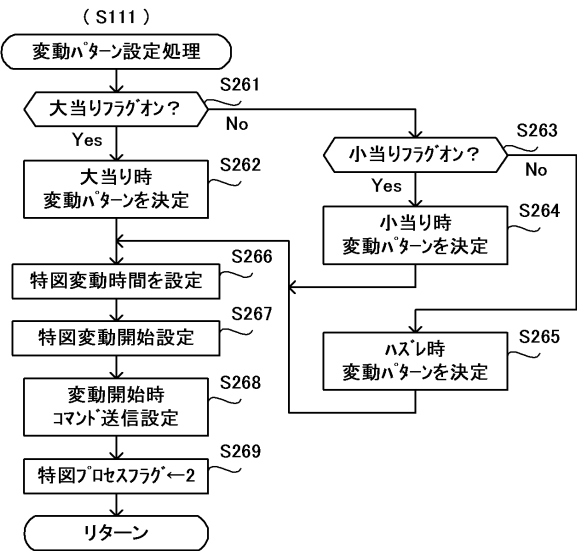 ( S111 )
変動ﾊﾟﾀｰﾝ設定処理
S261
大当りﾌﾗｸﾞオン？
No
Yes
S262
大当り時
変動ﾊﾟﾀｰﾝを決定
S263
小当りﾌﾗｸﾞオン？
No
Yes
S264
小当り時
変動ﾊﾟﾀｰﾝを決定
S265
ﾊｽﾞﾚ時
変動ﾊﾟﾀｰﾝを決定
S266
特図変動時間を設定
S267
特図変動開始設定
S268
変動開始時
ｺﾏﾝﾄﾞ送信設定
S269
特図ﾌﾟﾛｾｽﾌﾗｸﾞ←2
リターン